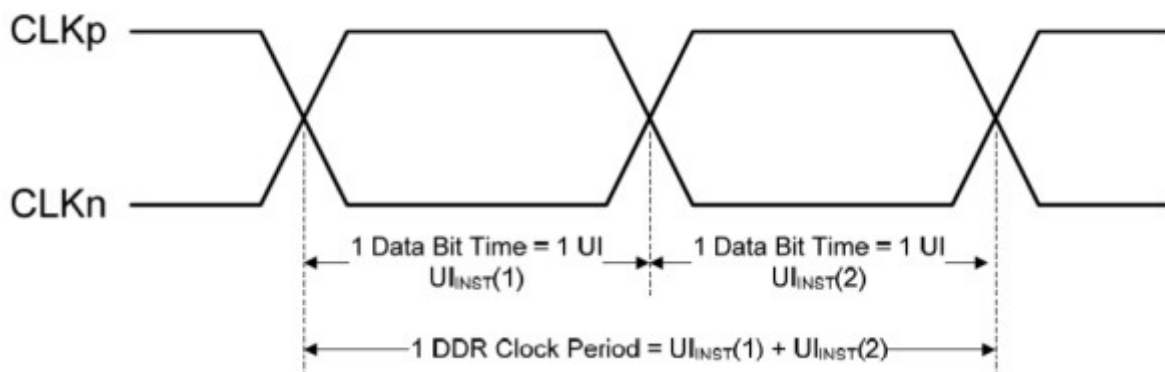 CLKp
CLKn
1 Data Bit Time = 1 UI
UIINST(1)
1 Data Bit Time = 1 UI
UIINST(2)
1 DDR Clock Period = UIINST(1) + UIINST(2)